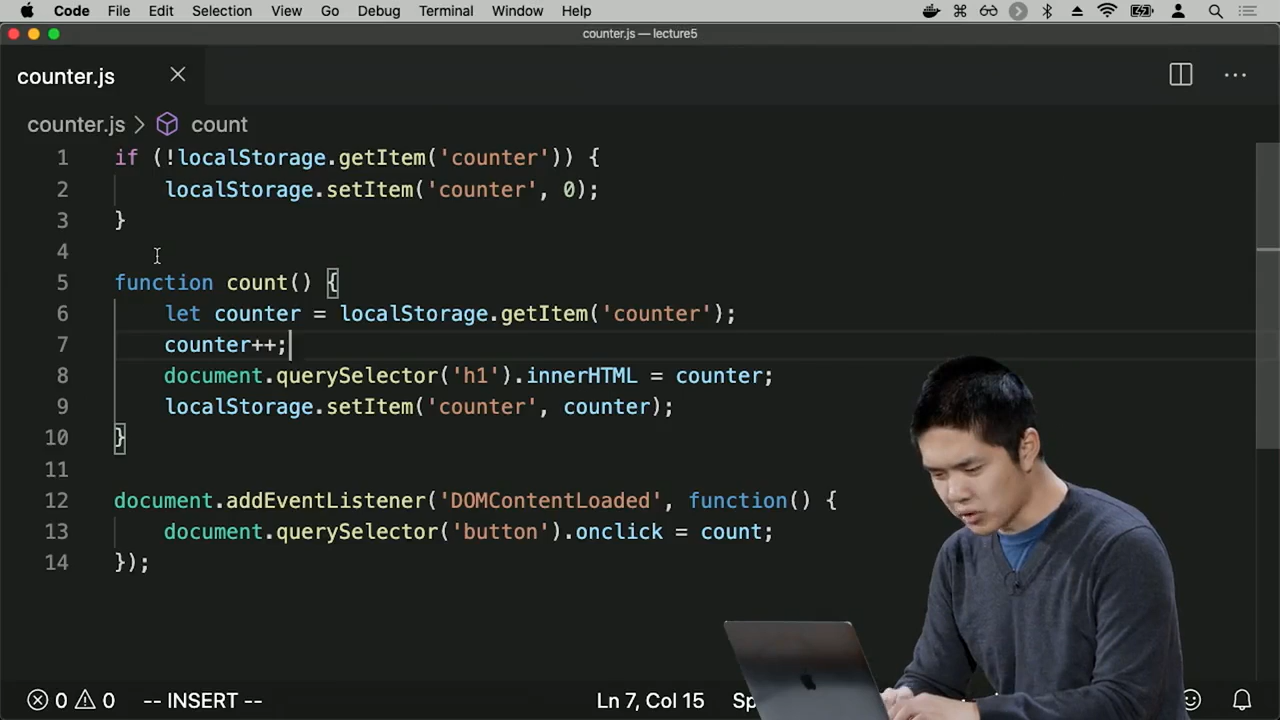 Code File Edit Selection View Go Debug Terminal Window Help
counter.js — lecture5
counter.js
counter.js > count
1 if (!localStorage.getItem('counter')) {
2 localStorage.setItem('counter', 0);
3 }
4
5 function count() {
6 let counter = localStorage.getItem('counter');
7 counter++;
8 document.querySelector('h1').innerHTML = counter;
9 localStorage.setItem('counter', counter);
10 }
11
12 document.addEventListener('DOMContentLoaded', function() {
13 document.querySelector('button').onclick = count;
14 });
0 0 -- INSERT -- Ln 7, Col 15